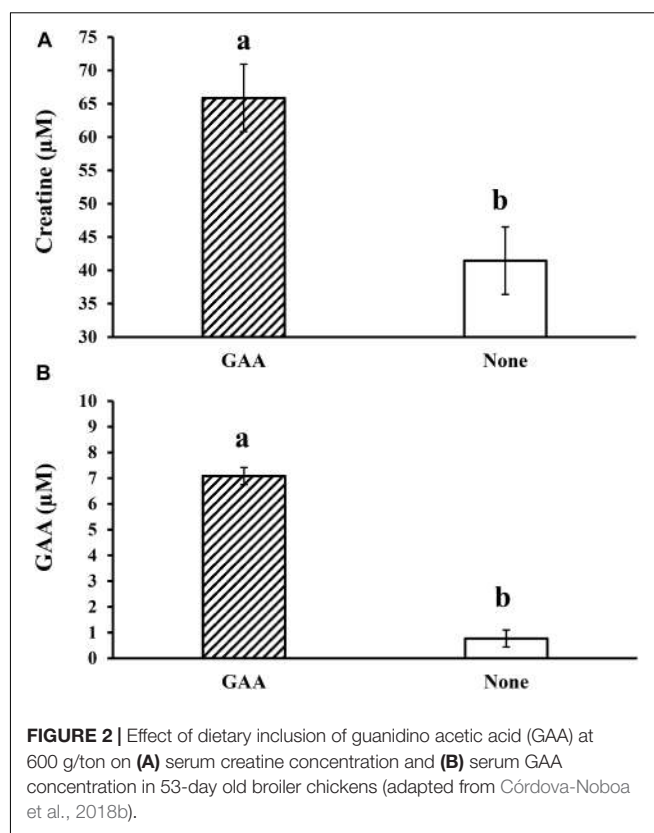 A
75
70
65
60
55
50
45
40
35
30
Creatine (µM)
a
b
GAA
None
B
10
9
8
7
6
5
4
3
2
1
0
GAA (µM)
a
b
GAA
None
FIGURE 2 | Effect of dietary inclusion of guanidino acetic acid (GAA) at
600 g/ton on (A) serum creatine concentration and (B) serum GAA
concentration in 53-day old broiler chickens (adapted from Córdova-Noboa
et al., 2018b).